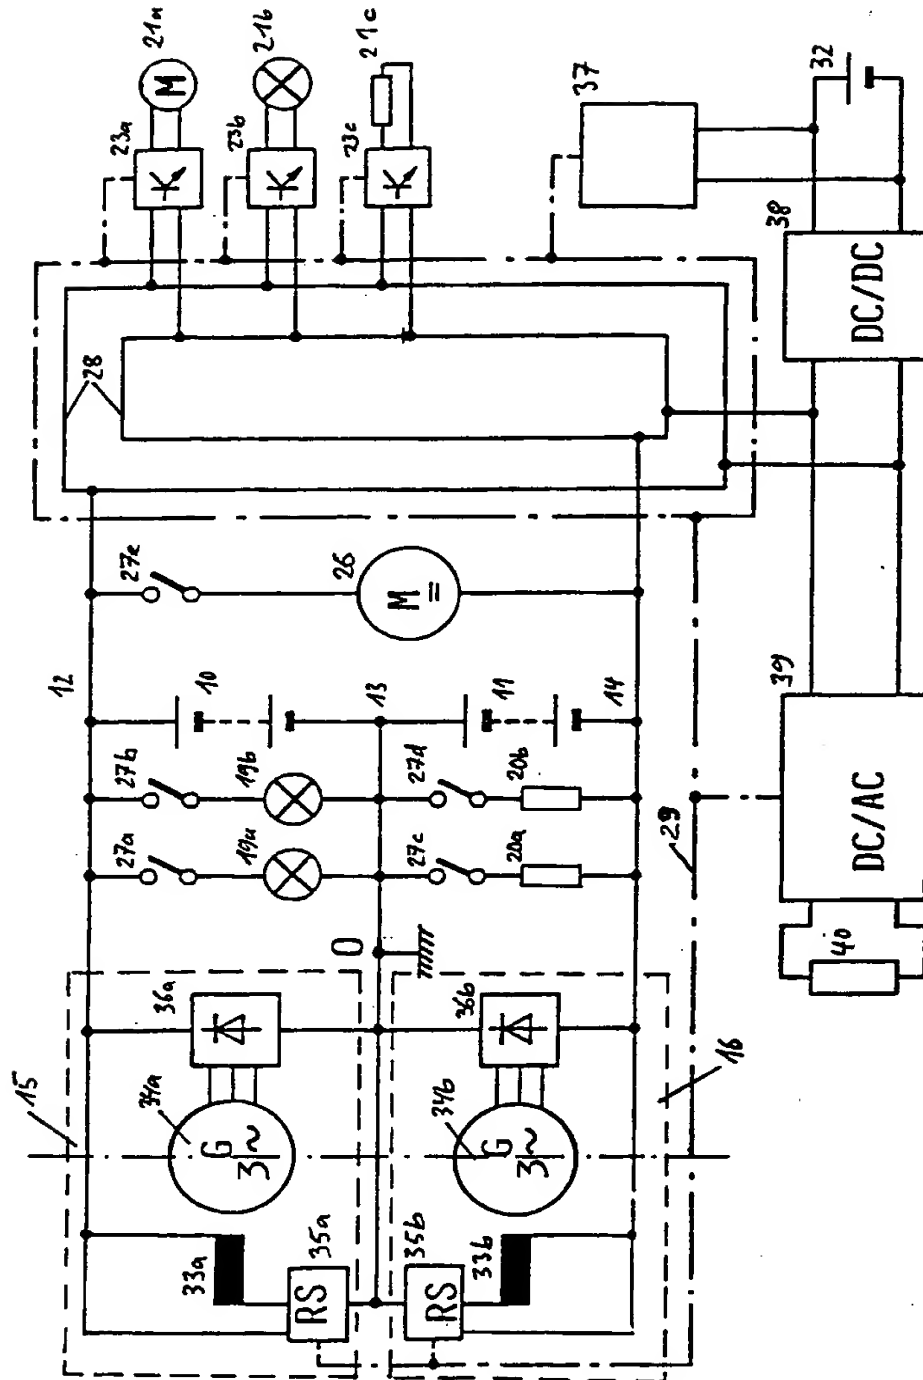 21a
21b
21c
M
23a
23b
23c
37
32
38
DC/DC
28
27e
26
M
=
12
10
13
11
14
39
27b
19b
27d
20b
27a
19a
27c
20a
29
DC/AC
40
0
36a
36b
15
34a
G
3~
34b
G
3~
16
33a
35a
RS
35b
RS
33b